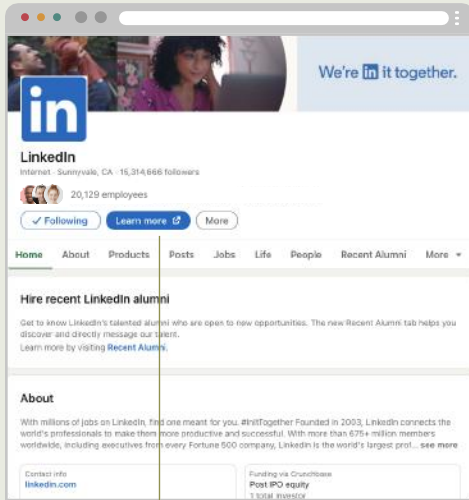 We're in it together.
in
LinkedIn
Internet · Sunnyvale, CA · 15,314,666 followers
20,129 employees
✓ Following
Learn more
More
Home About Products Posts Jobs Life People Recent Alumni More
Hire recent LinkedIn alumni
Get to know LinkedIn's talented alumni who are open to new opportunities. The new Recent Alumni tab helps you
discover and directly message our talent.
Learn more by visiting Recent Alumni.
About
With millions of jobs on LinkedIn, find one meant for you. #InItTogether Founded in 2003, LinkedIn connects the
world's professionals to make them more productive and successful. With more than 675+ million members
worldwide, including executives from every Fortune 500 company, LinkedIn is the world's largest prof... see more
Contact info
linkedin.com
Funding via Crunchbase
Post IPO equity
1 total investor